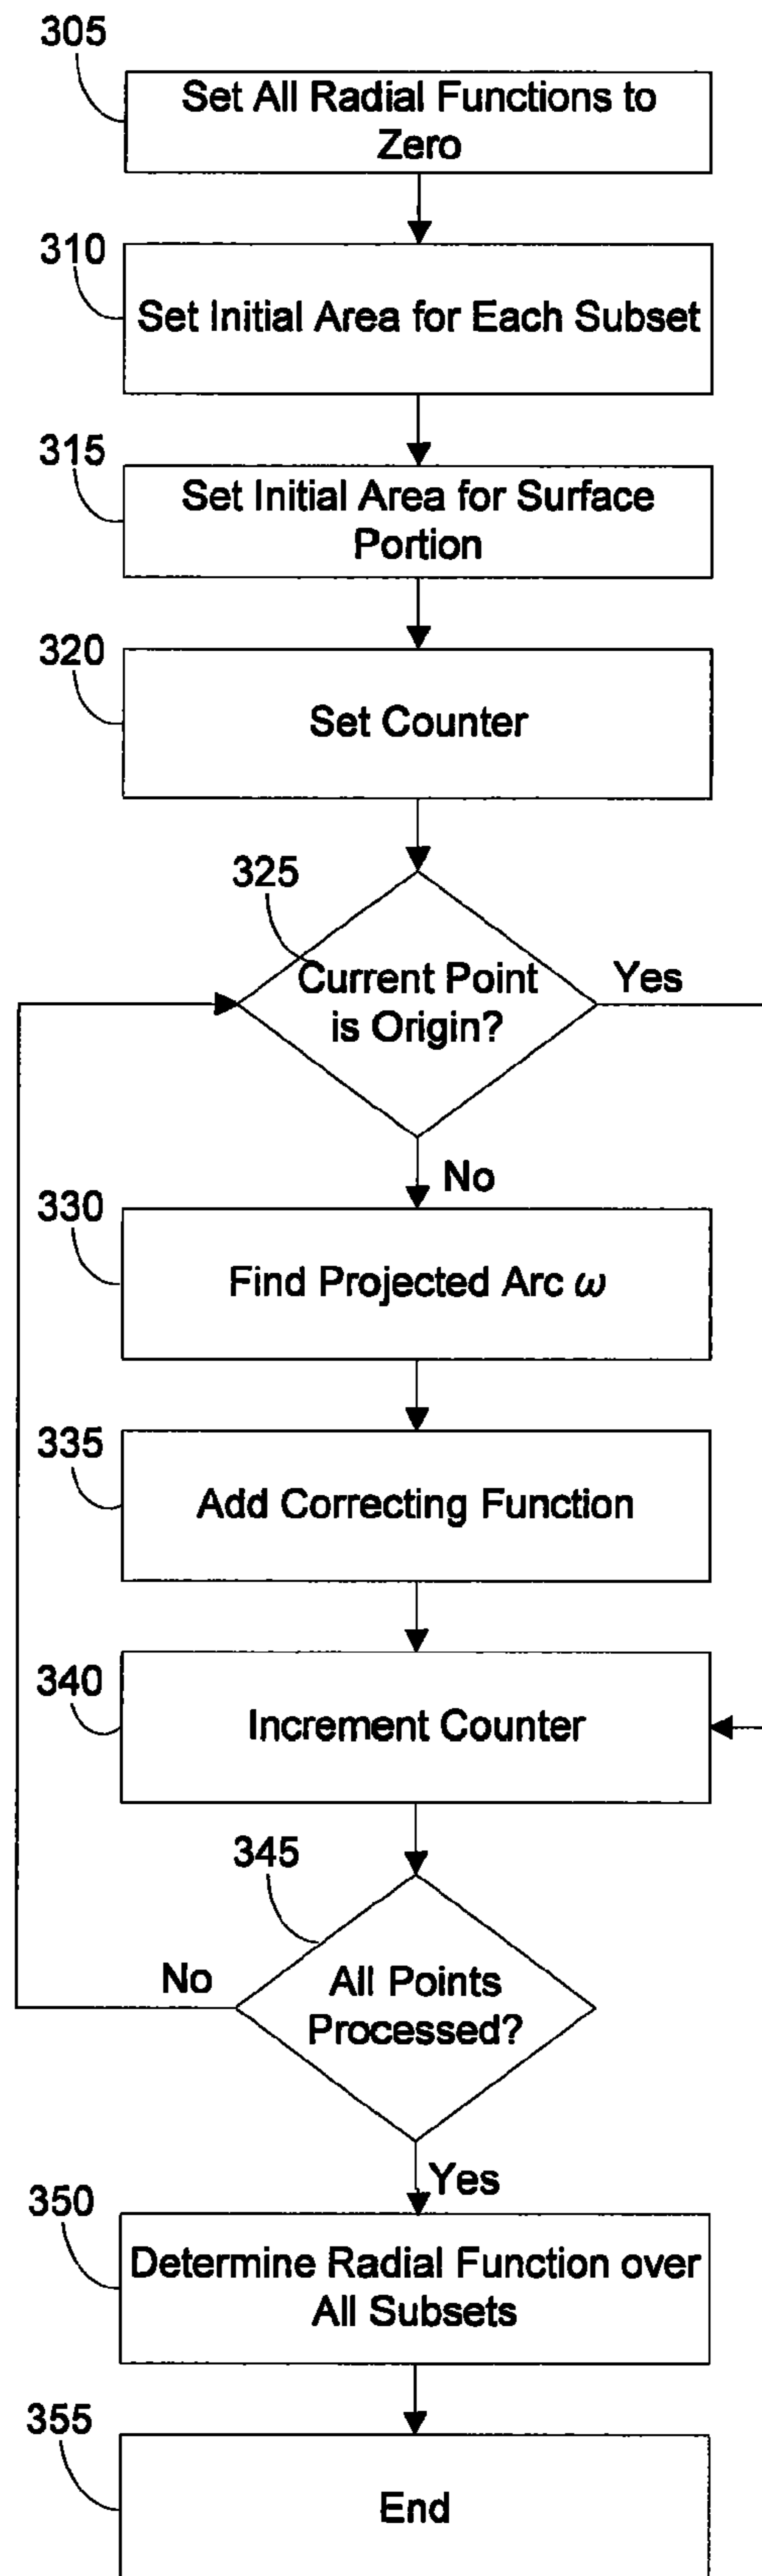 305
Set All Radial Functions to
Zero
310
Set Initial Area for Each Subset
315
Set Initial Area for Surface
Portion
320
Set Counter
325
Current Point
is Origin?
Yes
No
330
Find Projected Arc ω
335
Add Correcting Function
340
Increment Counter
345
All Points
Processed?
No
Yes
350
Determine Radial Function over
All Subsets
355
End